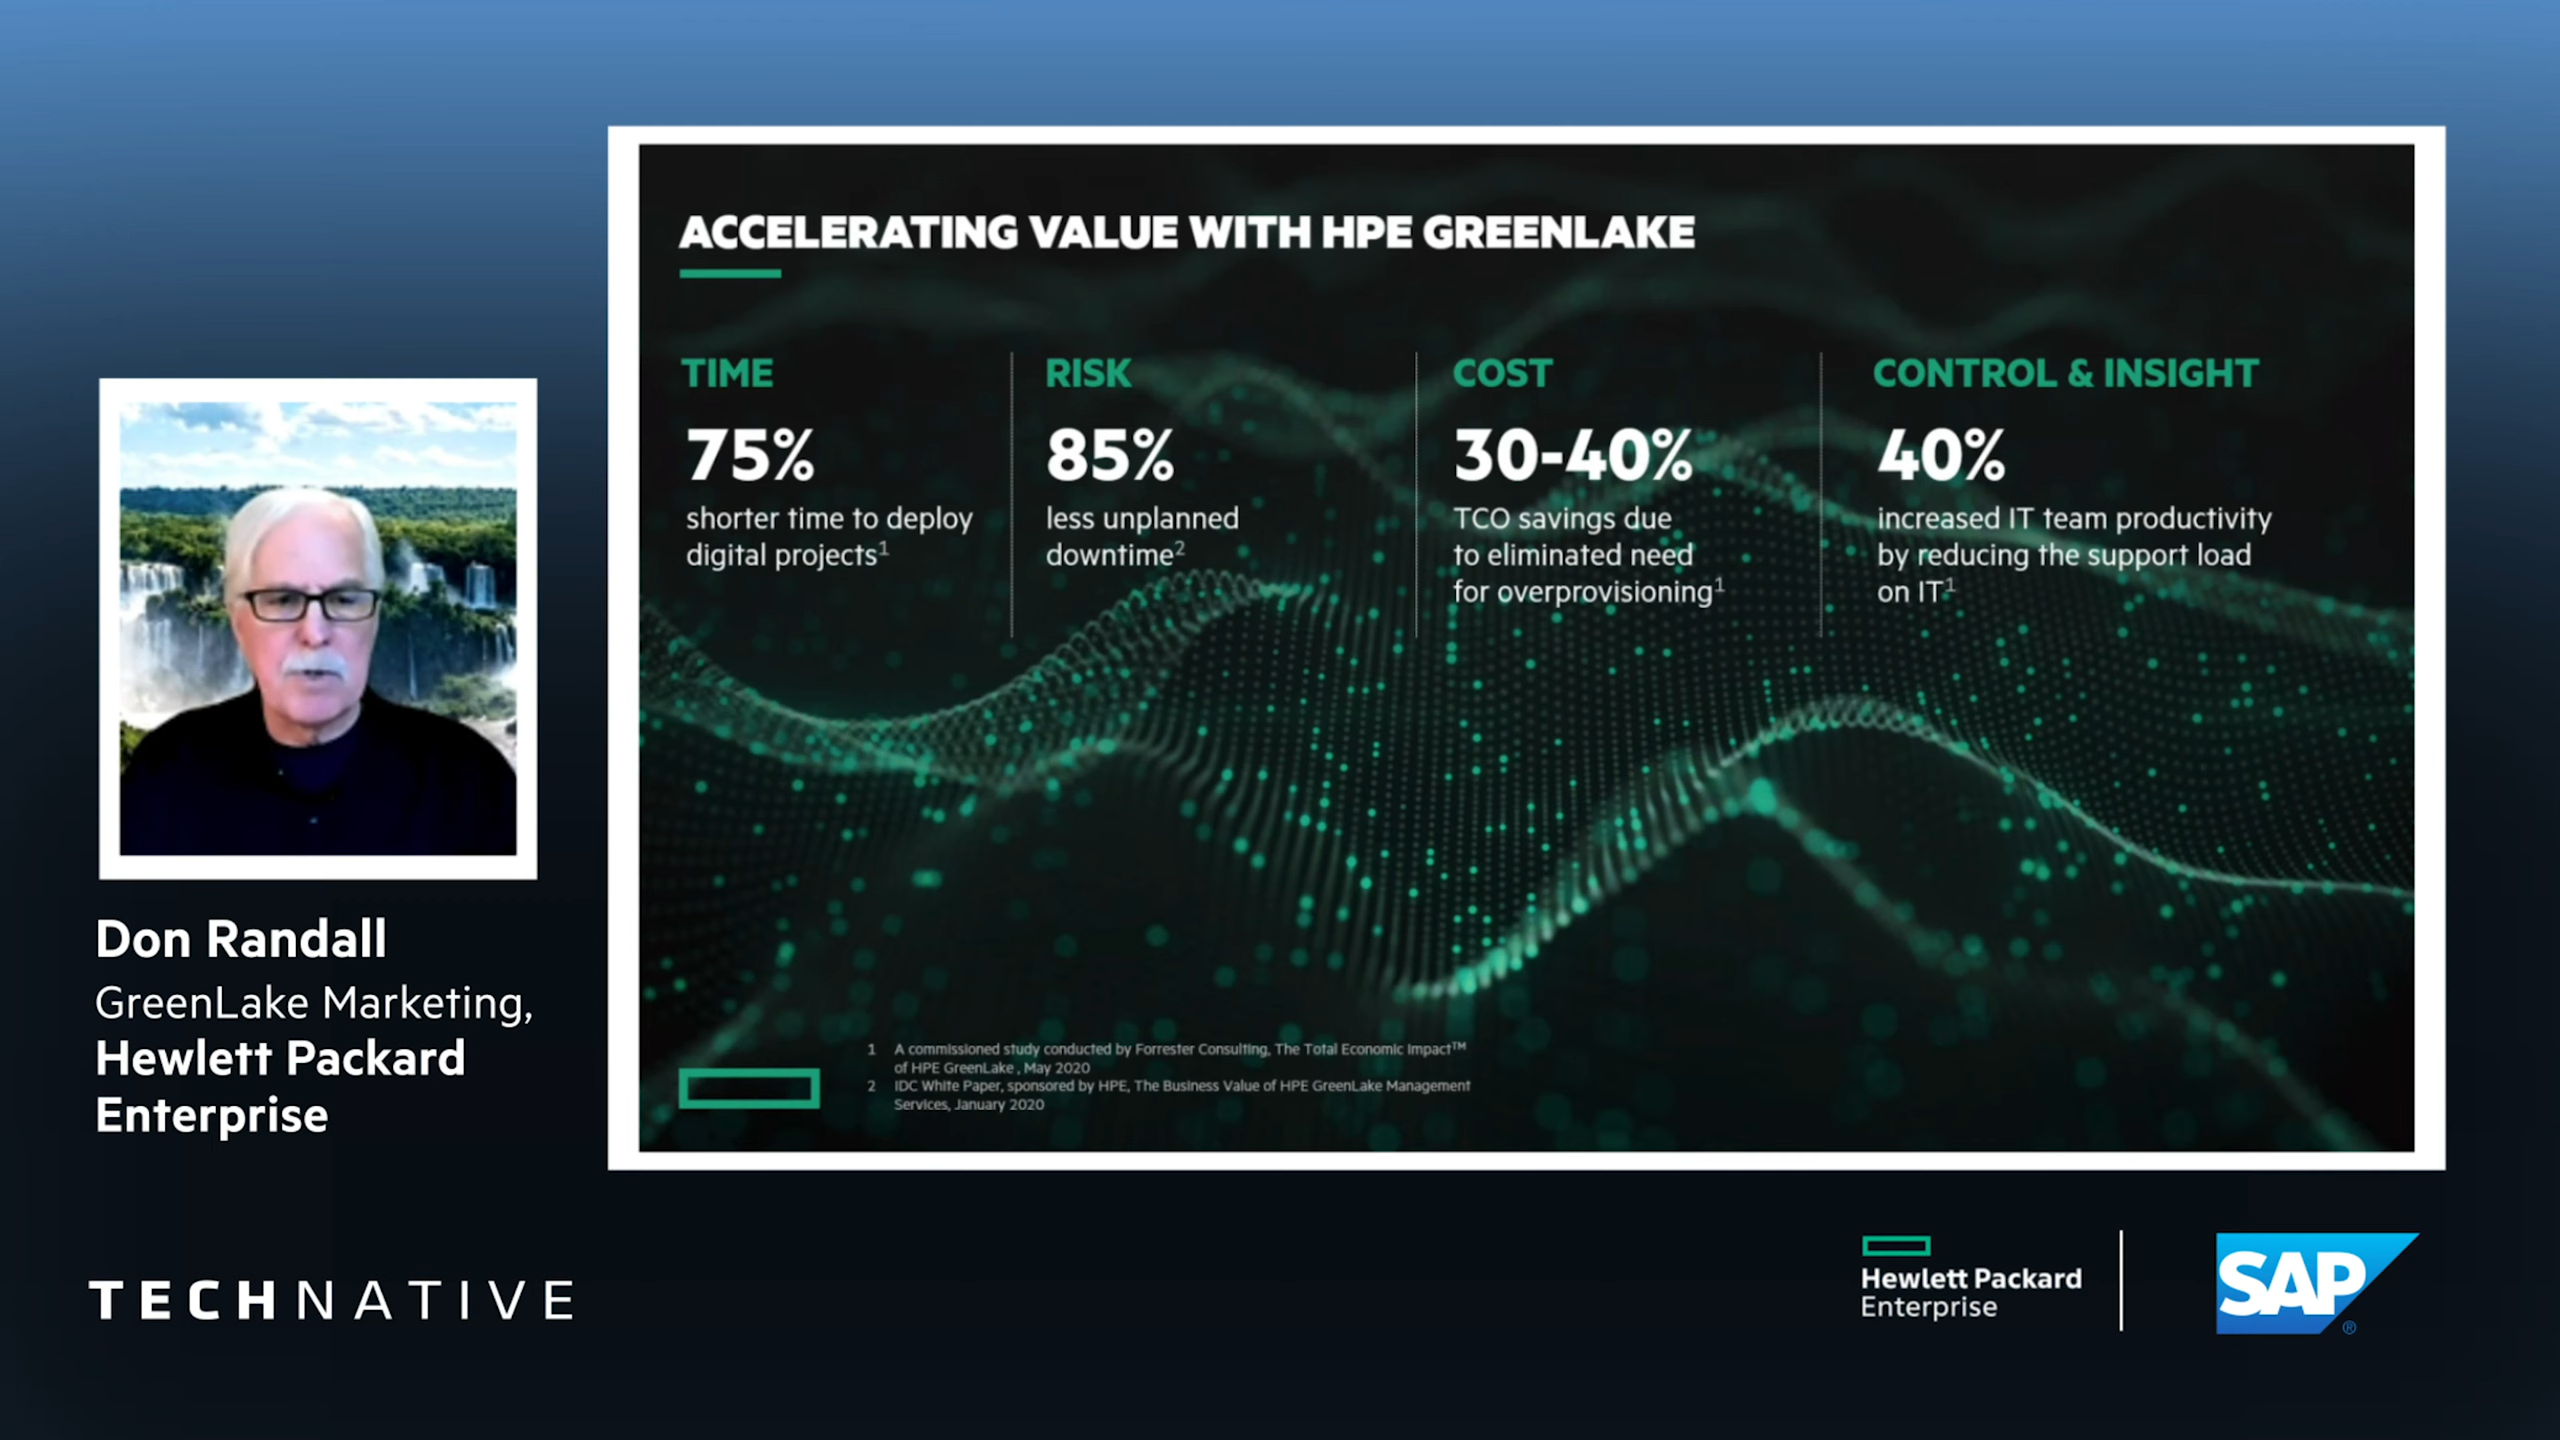 ACCELERATING VALUE WITH HPE GREENLAKE
TIME
75%
shorter time to deploy
digital projects1
RISK
85%
less unplanned
downtime2
COST
30-40%
TCO savings due
to eliminated need
for overprovisioning1
CONTROL & INSIGHT
40%
increased IT team productivity
by reducing the support load
on IT1
1 A commissioned study conducted by Forrester Consulting, The Total Economic Impact™
of HPE GreenLake , May 2020
2 IDC White Paper, sponsored by HPE, The Business Value of HPE GreenLake Management
Services, January 2020
Don Randall
GreenLake Marketing,
Hewlett Packard
Enterprise
TECHNATIVE
Hewlett Packard
Enterprise
SAP
®